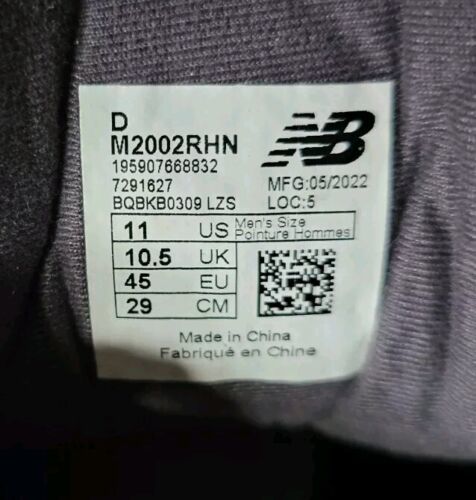 D
M2002RHN
195907668832
7291627
BQBKB0309 LZS
NB
MFG:05/2022
LOC:5
11 US Men's Size
Pointure Hommes
10.5 UK
45 EU
29 CM
Made in China
Fabriqué en Chine